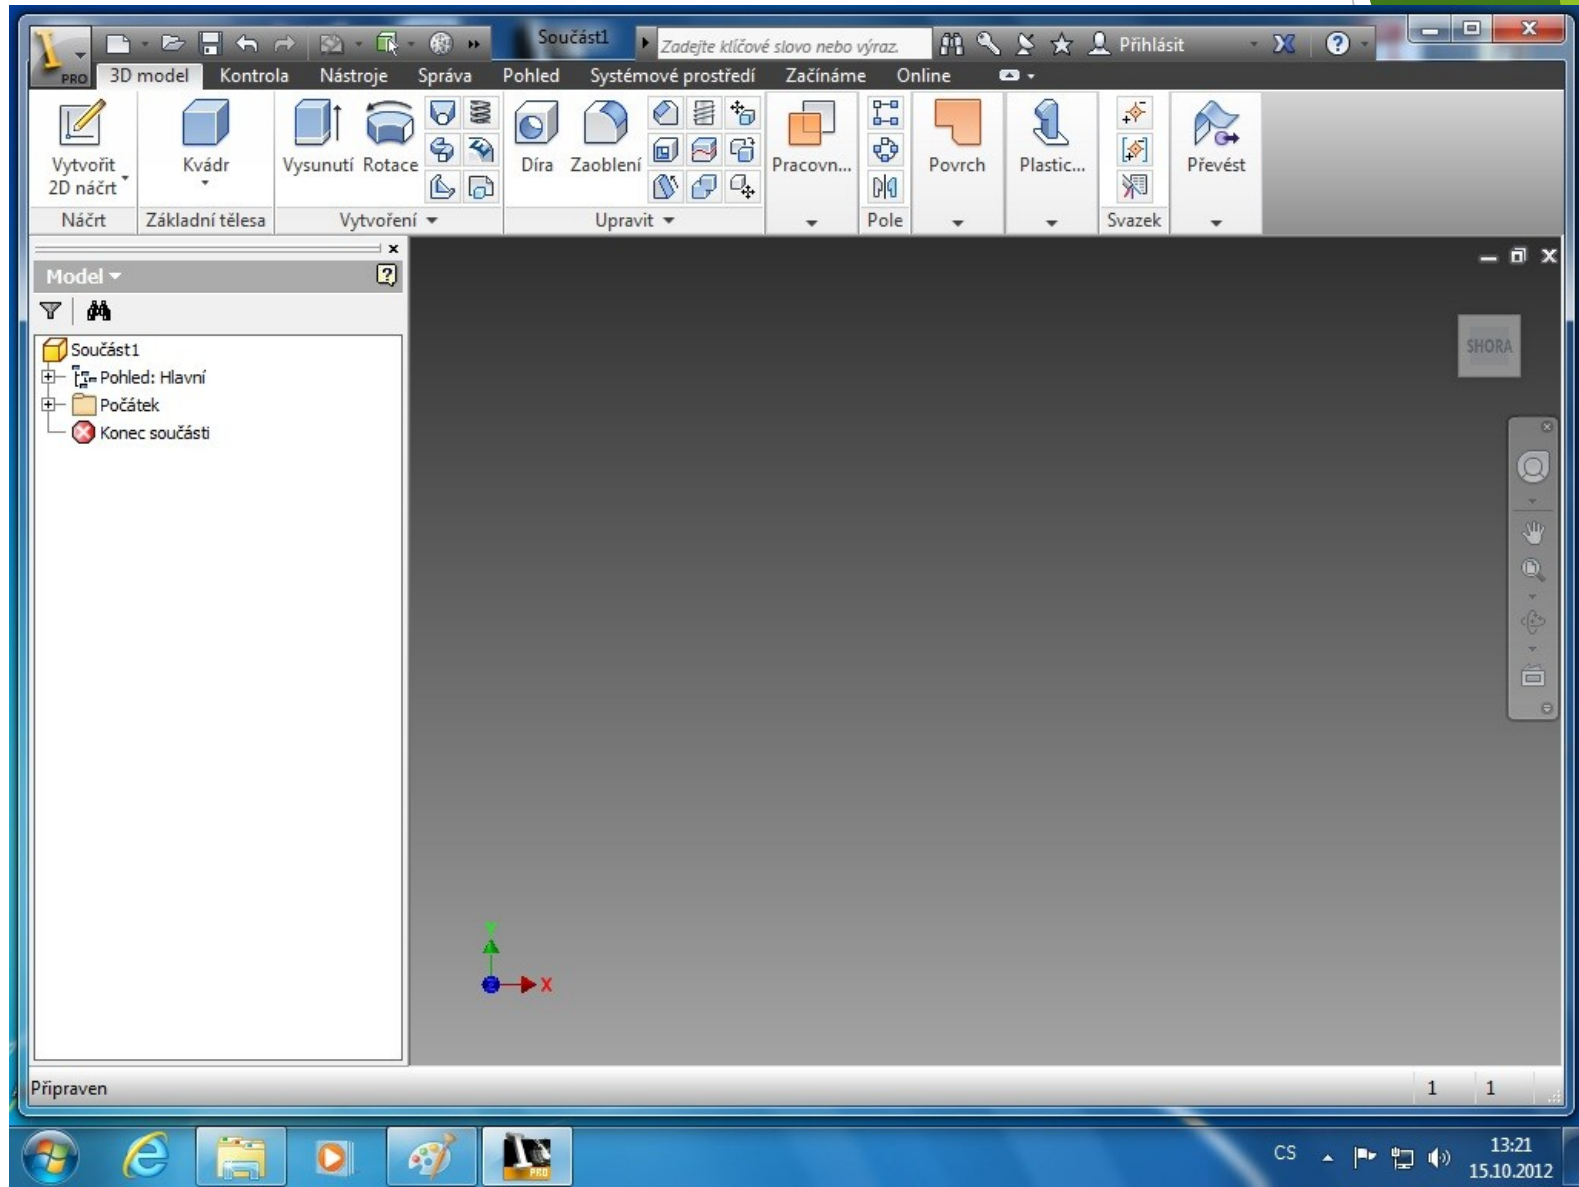 Součást1
Zadejte klíčové slovo nebo výraz.
Přihlásit
PRO
3D model Kontrola Nástroje Správa Pohled Systémové prostředí Začínáme Online
Vytvořit
2D náčrt
Kvádr
Vysunutí Rotace
Díra Zaoblení
Pracovn...
Povrch
Plastic...
Převést
Náčrt Základní tělesa Vytvoření Upravit Pole Svazek
Model
Součást1
Pohled: Hlavní
Počátek
Konec součásti
SHORA
Y
Z
X
Připraven
1 1
PRO
CS
13:21
15.10.2012